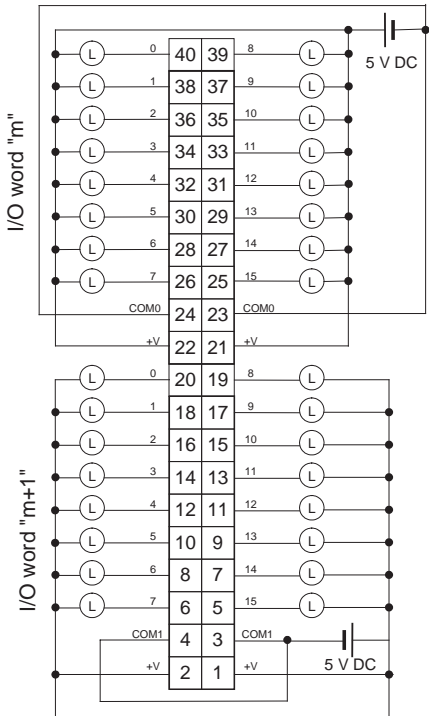 5 V DC
I/O word "m"
L 0 40 39 8 L
L 1 38 37 9 L
L 2 36 35 10 L
L 3 34 33 11 L
L 4 32 31 12 L
L 5 30 29 13 L
L 6 28 27 14 L
L 7 26 25 15 L
COM0 24 23 COM0
+V 22 21 +V
I/O word "m+1"
L 0 20 19 8 L
L 1 18 17 9 L
L 2 16 15 10 L
L 3 14 13 11 L
L 4 12 11 12 L
L 5 10 9 13 L
L 6 8 7 14 L
L 7 6 5 15 L
COM1 4 3 COM1
+V 2 1 +V
5 V DC